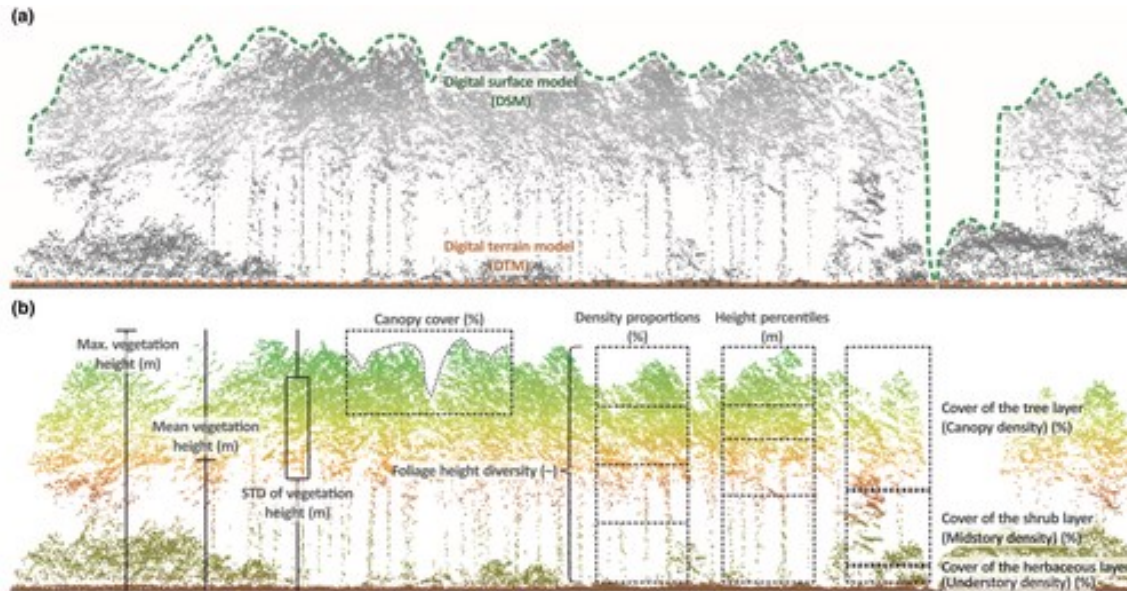 (a)
Digital surface model
(DSM)
Digital terrain model
(DTM)
(b)
Max. vegetation
height (m)
Mean vegetation
height (m)
STD of vegetation
height (m)
Canopy cover (%)
Foliage height diversity (–)
Density proportions
(%)
Height percentiles
(m)
Cover of the tree layer
(Canopy density) (%)
Cover of the shrub layer
(Midstory density) (%)
Cover of the herbaceous layer
(Understory density) (%)